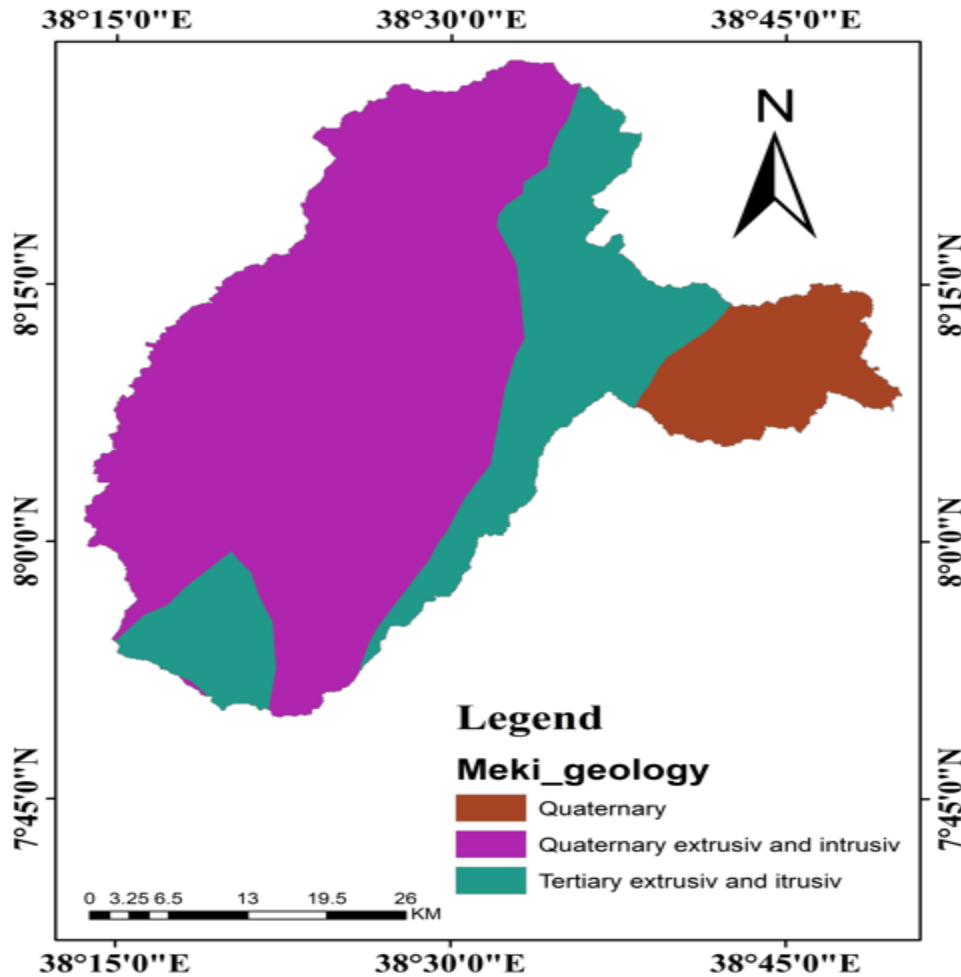 38°15'0"E 38°30'0"E 38°45'0"E
N
8°15'0"N 8°15'0"N
8°0'0"N 8°0'0"N
Legend
Meki_geology
7°45'0"N 7°45'0"N
Quaternary
Quaternary extrusiv and intrusiv
Tertiary extrusiv and itrusiv
0 3.25 6.5 13 19.5 26
KM
38°15'0"E 38°30'0"E 38°45'0"E